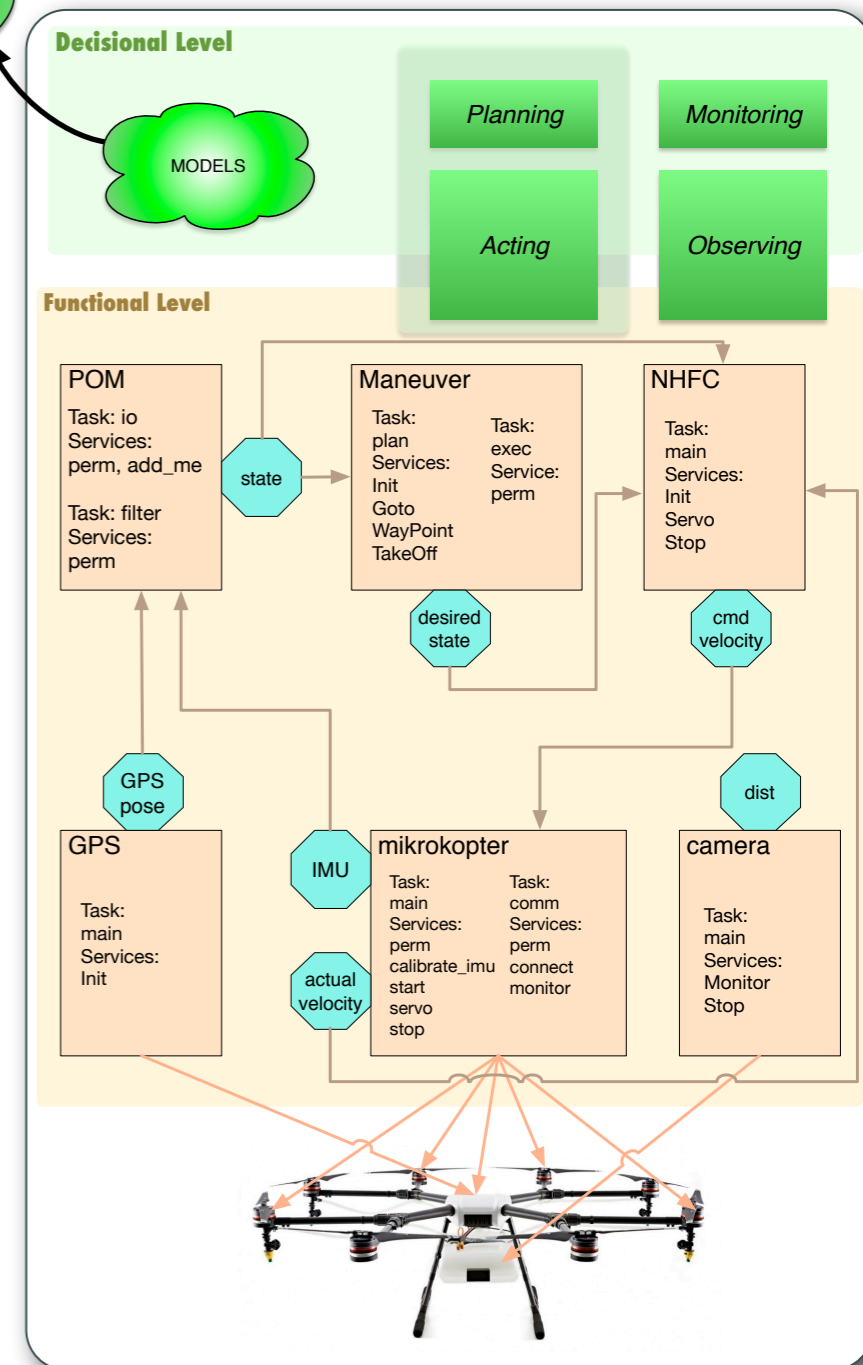 Decisional Level
MODELS
Planning
Monitoring
Acting
Observing
Functional Level
POM
Task: io
Services:
perm, add_me
Task: filter
Services:
perm
state
Maneuver
Task:
plan
Services:
Init
Goto
WayPoint
TakeOff
Task:
exec
Service:
perm
NHFC
Task:
main
Services:
Init
Servo
Stop
desired
state
cmd
velocity
GPS
pose
dist
GPS
Task:
main
Services:
Init
IMU
actual
velocity
mikrokopter
Task:
main
Services:
perm
calibrate_imu
start
servo
stop
Task:
comm
Services:
perm
connect
monitor
camera
Task:
main
Services:
Monitor
Stop